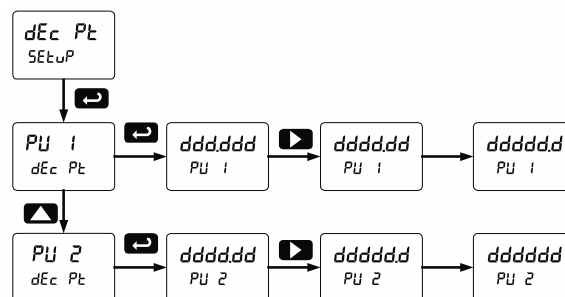 dEc Pt
SEtuP
PU 1
dEc Pt
ddd.ddd
PU 1
dddd.dd
PU 1
ddddd.d
PU 1
PU 2
dEc Pt
dddd.dd
PU 2
ddddd.d
PU 2
dddddd
PU 2